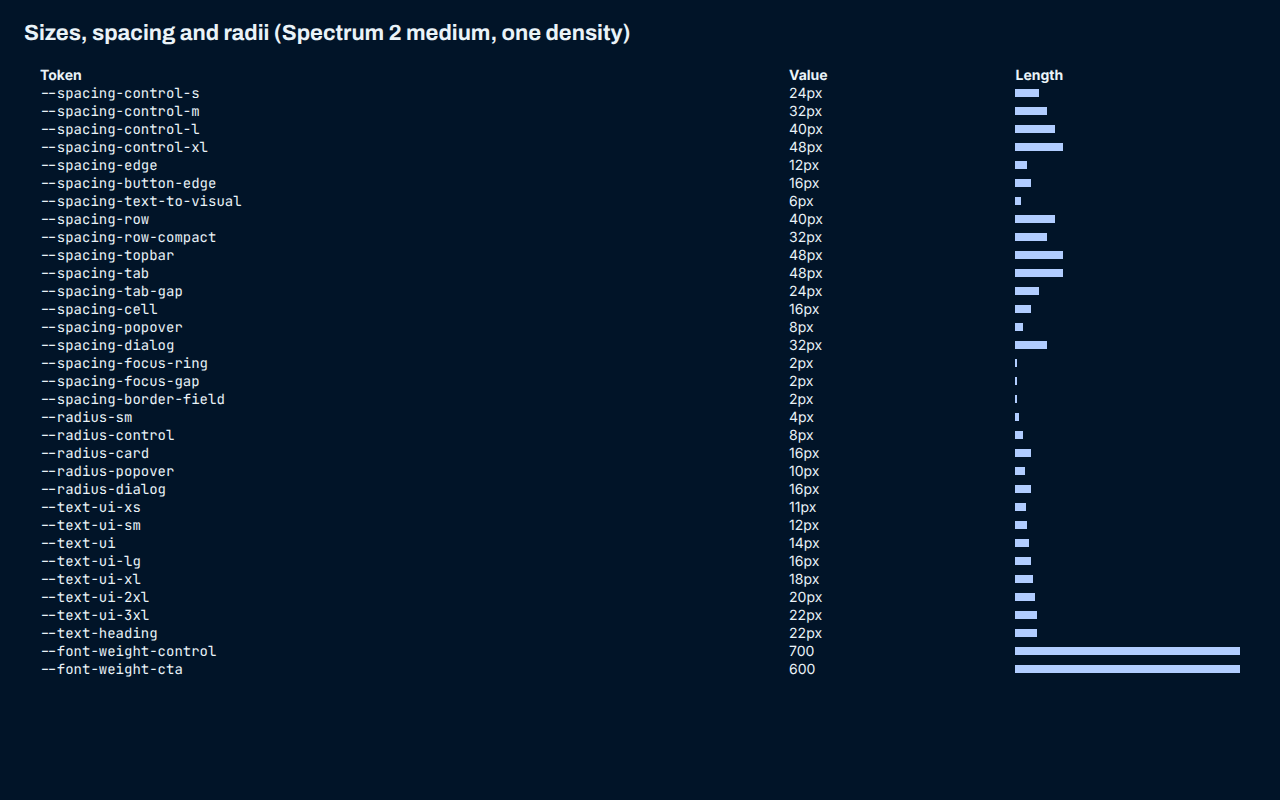 Sizes, spacing and radii (Spectrum 2 medium, one density)
Token Value Length
--spacing-control-s 24px
--spacing-control-m 32px
--spacing-control-l 40px
--spacing-control-xl 48px
--spacing-edge 12px
--spacing-button-edge 16px
--spacing-text-to-visual 6px
--spacing-row 40px
--spacing-row-compact 32px
--spacing-topbar 48px
--spacing-tab 48px
--spacing-tab-gap 24px
--spacing-cell 16px
--spacing-popover 8px
--spacing-dialog 32px
--spacing-focus-ring 2px
--spacing-focus-gap 2px
--spacing-border-field 2px
--radius-sm 4px
--radius-control 8px
--radius-card 16px
--radius-popover 10px
--radius-dialog 16px
--text-ui-xs 11px
--text-ui-sm 12px
--text-ui 14px
--text-ui-lg 16px
--text-ui-xl 18px
--text-ui-2xl 20px
--text-ui-3xl 22px
--text-heading 22px
--font-weight-control 700
--font-weight-cta 600